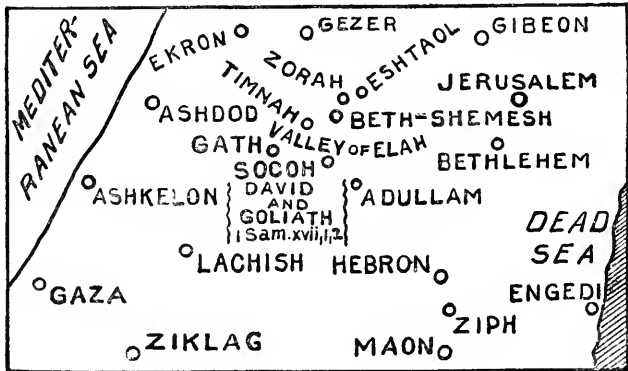 MEDITER-
RANEAN SEA
EKRON
GEZER
GIBEON
ZORAH
ESHTAOL
TIMNAH
JERUSALEM
ASHDOD
BETH-SHEMESH
GATH
VALLEY OF ELAH
BETHLEHEM
SOCOH
ASHKELON
DAVID
AND
GOLIATH
1 Sam. xvii,1,2
ADULLAM
DEAD
SEA
LACHISH
HEBRON
GAZA
ENGEDI
ZIPH
ZIKLAG
MAON